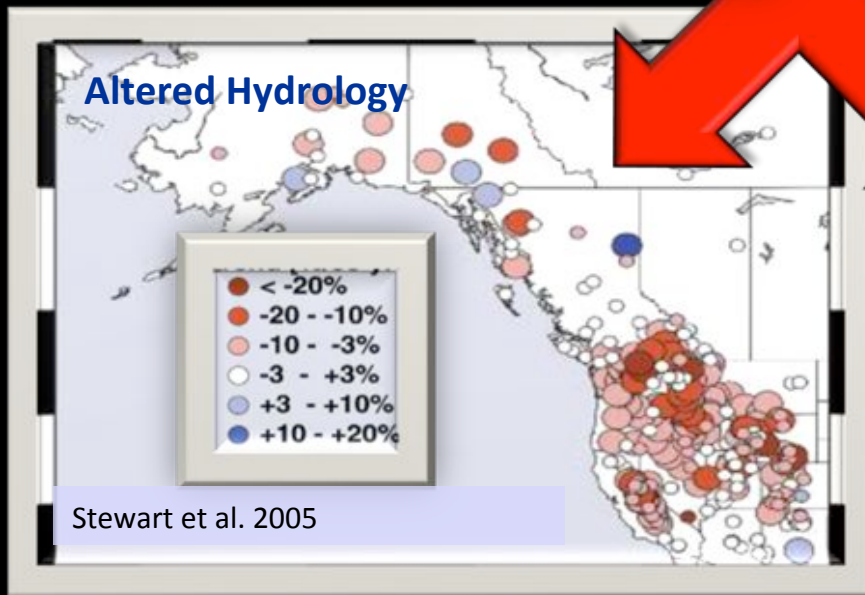 Altered Hydrology
< -20%
-20 - -10%
-10 - -3%
-3 - +3%
+3 - +10%
+10 - +20%
Stewart et al. 2005